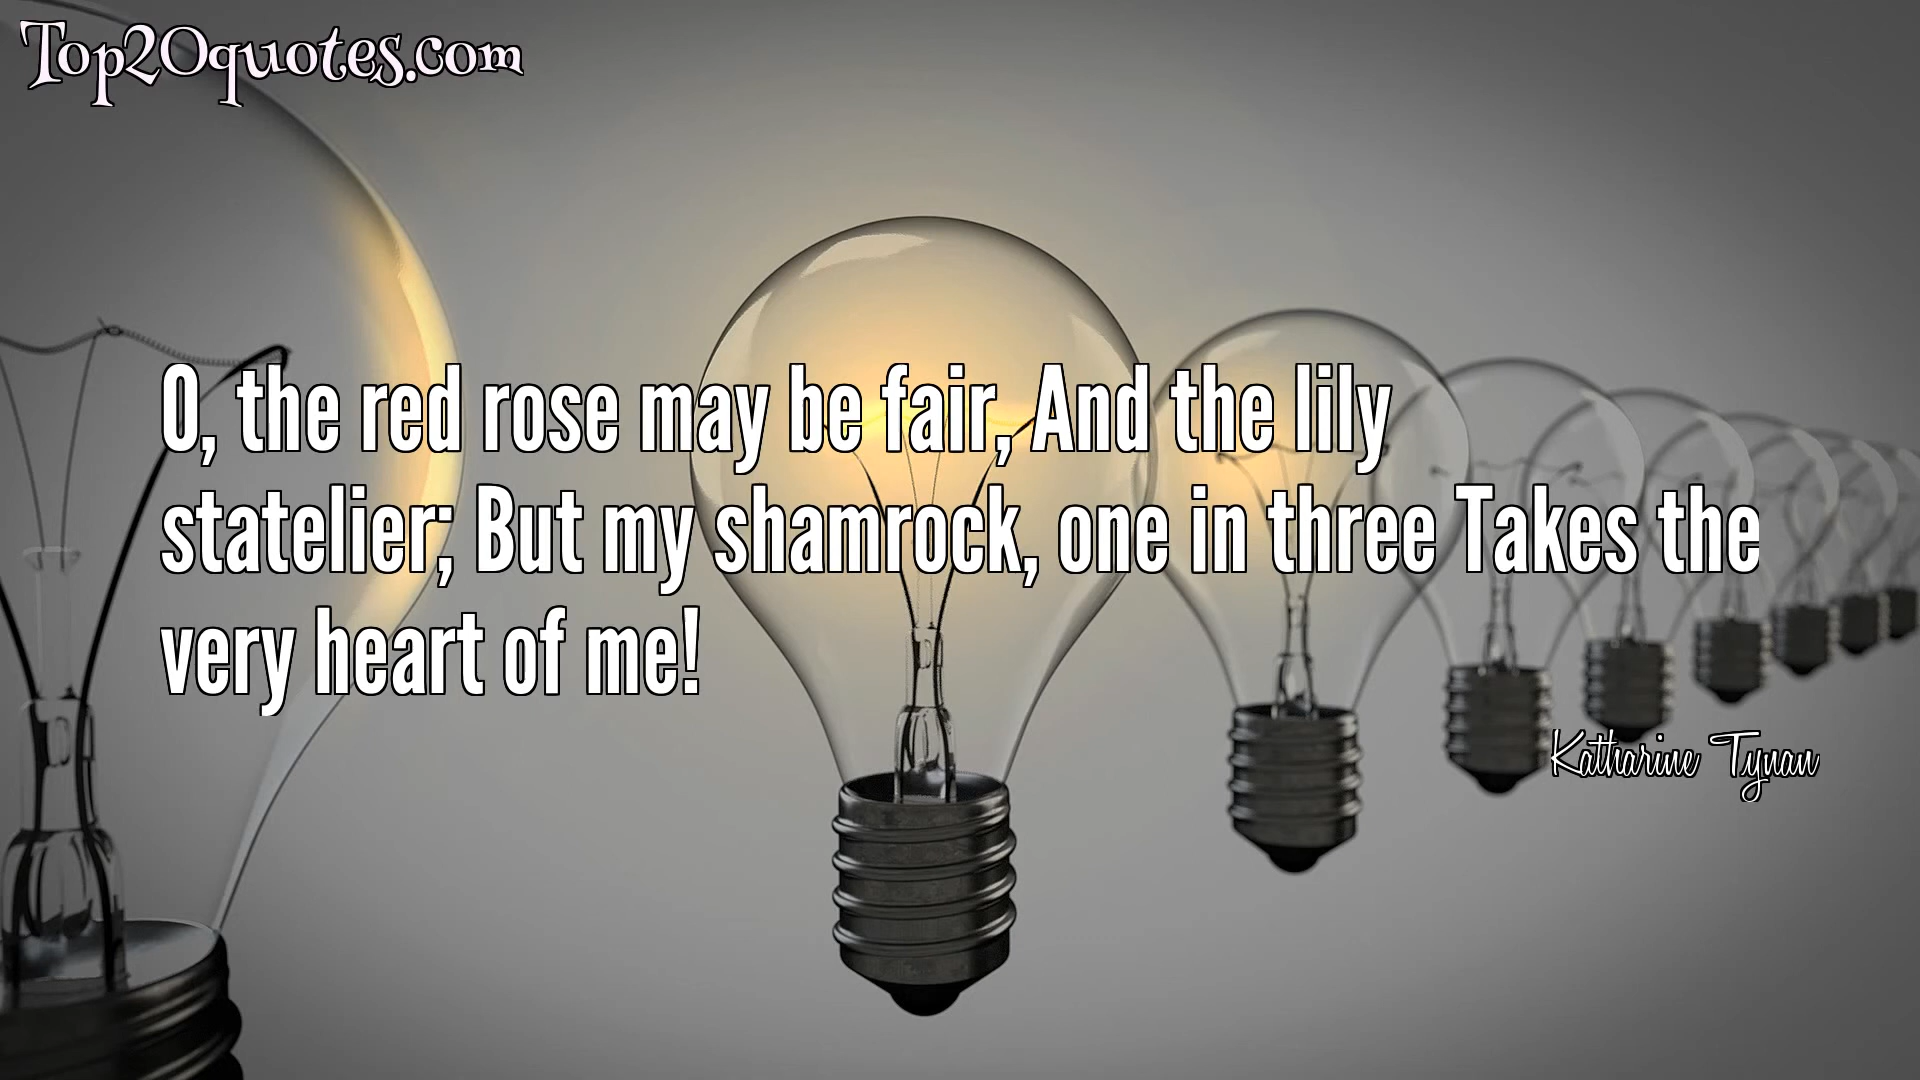 Top20quotes.com
O, the red rose may be fair, And the lily
statelier; But my shamrock, one in three Takes the
very heart of me!
Katharine Tynan